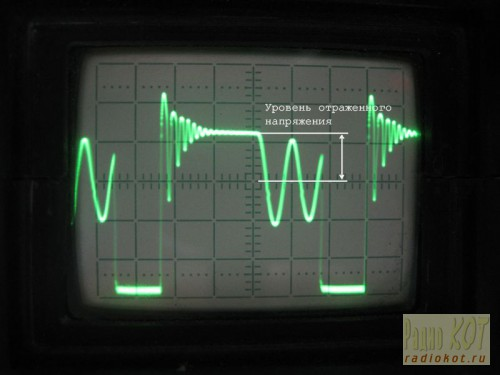 Уровень отраженного
напряжения
Радио КОТ
radiokot.ru